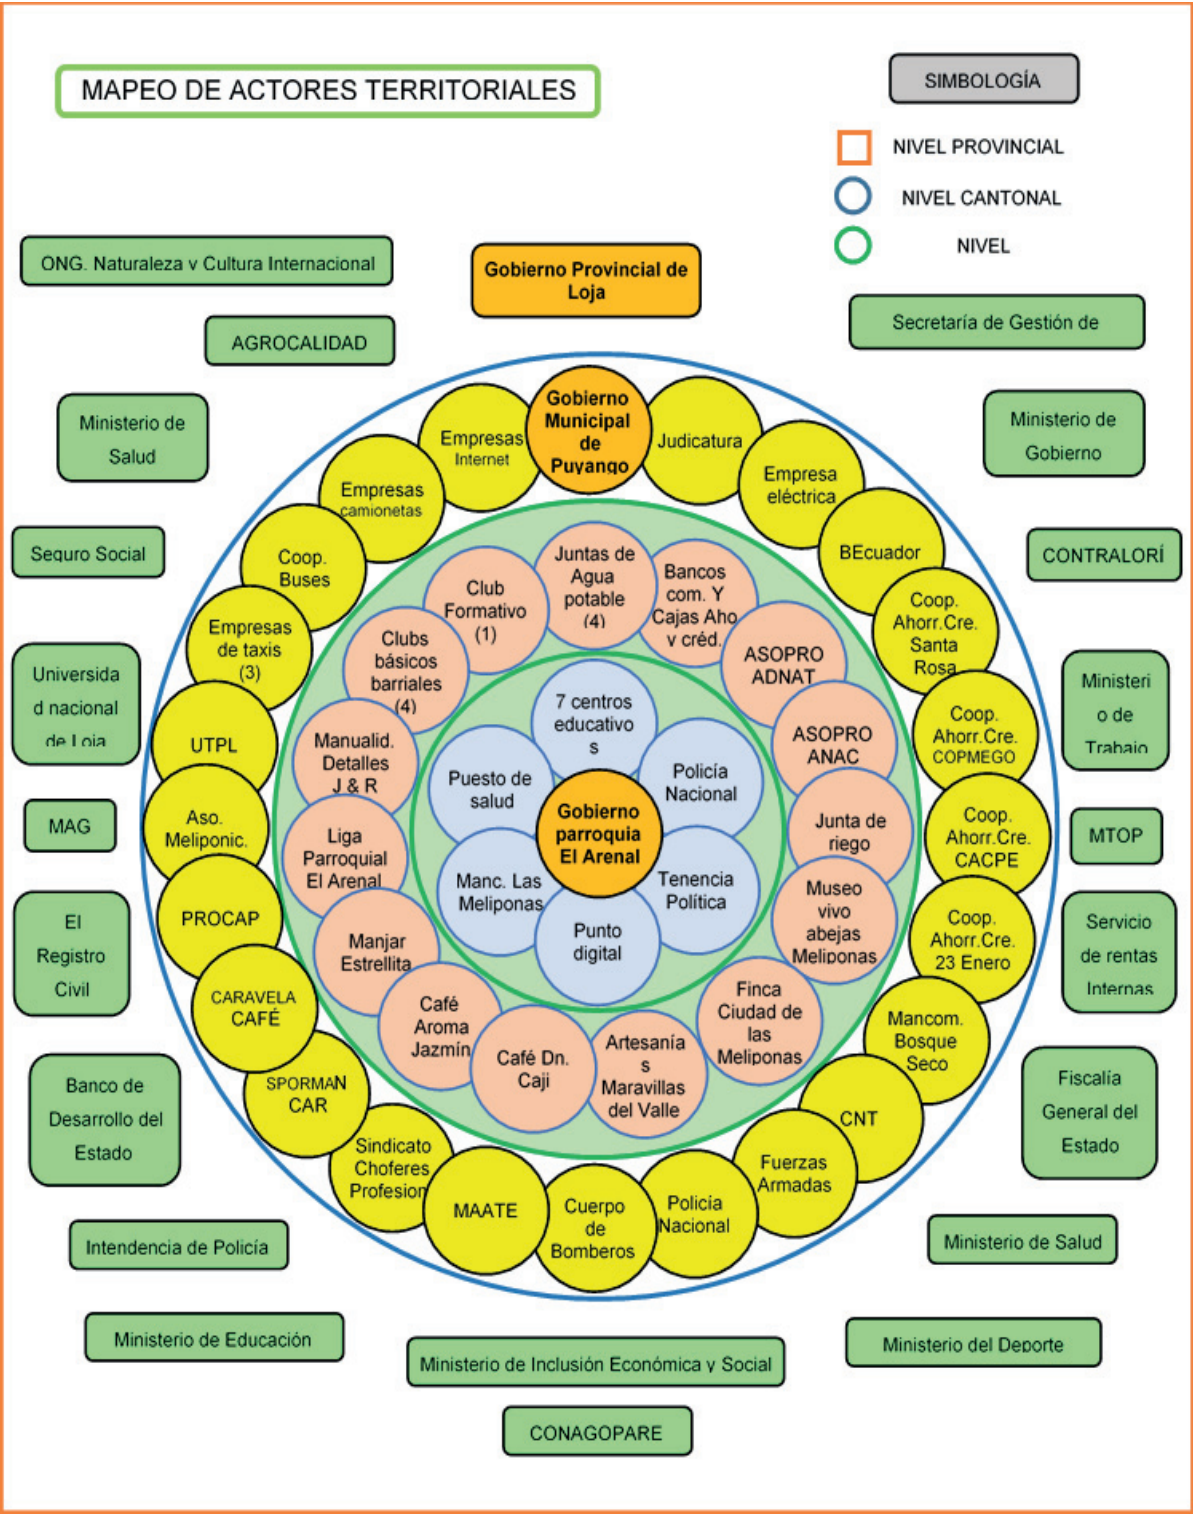 MAPEO DE ACTORES TERRITORIALES
SIMBOLOGÍA
NIVEL PROVINCIAL
NIVEL CANTONAL
NIVEL
ONG. Naturaleza v Cultura Internacional
Gobierno Provincial de
Loja
Secretaría de Gestión de
AGROCALIDAD
Ministerio de
Salud
Ministerio de
Gobierno
Seguro Social
CONTRALORÍ
Universida
d nacional
de Loja
Ministeri
o de
Trabajo
MAG
MTOP
El
Registro
Civil
Servicio
de rentas
Internas
Banco de
Desarrollo del
Estado
Fiscalía
General del
Estado
Intendencia de Policía
Ministerio de Salud
Ministerio de Educación
Ministerio del Deporte
Ministerio de Inclusión Económica y Social
CONAGOPARE
Gobierno
Municipal
de
Puyango
Judicatura
Empresa
eléctrica
BEcuador
Coop.
Ahorr.Cre.
Santa
Rosa
Coop.
Ahorr.Cre.
COPMEGO
Coop.
Ahorr.Cre.
CACPE
Coop.
Ahorr.Cre.
23 Enero
Mancom.
Bosque
Seco
CNT
Fuerzas
Armadas
Policía
Nacional
Cuerpo
de
Bomberos
MAATE
Sindicato
Choferes
Profesion
SPORMAN
CAR
CARAVELA
CAFÉ
PROCAP
Aso.
Meliponic.
UTPL
Empresas
de taxis
(3)
Coop.
Buses
Empresas
camionetas
Empresas
Internet
Juntas de
Agua
potable
(4)
Bancos
com. Y
Cajas Aho
v créd.
ASOPRO
ADNAT
ASOPRO
ANAC
Junta de
riego
Museo
vivo
abejas
Meliponas
Finca
Ciudad de
las
Meliponas
Artesanía
s
Maravillas
del Valle
Café Dn.
Caji
Café
Aroma
Jazmín
Manjar
Estrellita
Liga
Parroquial
El Arenal
Manualid.
Detalles
J & R
Clubs
básicos
barriales
(4)
Club
Formativo
(1)
7 centros
educativo
s
Policía
Nacional
Tenencia
Política
Punto
digital
Manc. Las
Meliponas
Puesto de
salud
Gobierno
parroquia
El Arenal